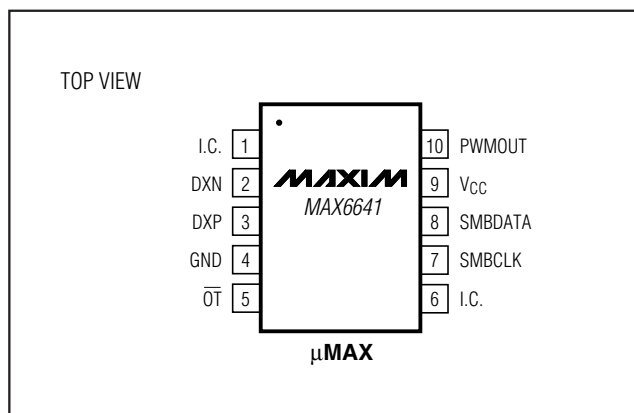 TOP VIEW
I.C. 1
DXN 2
DXP 3
GND 4
O̅T̅ 5
MAXIM
MAX6641
10 PWMOUT
9 VCC
8 SMBDATA
7 SMBCLK
6 I.C.
μMAX